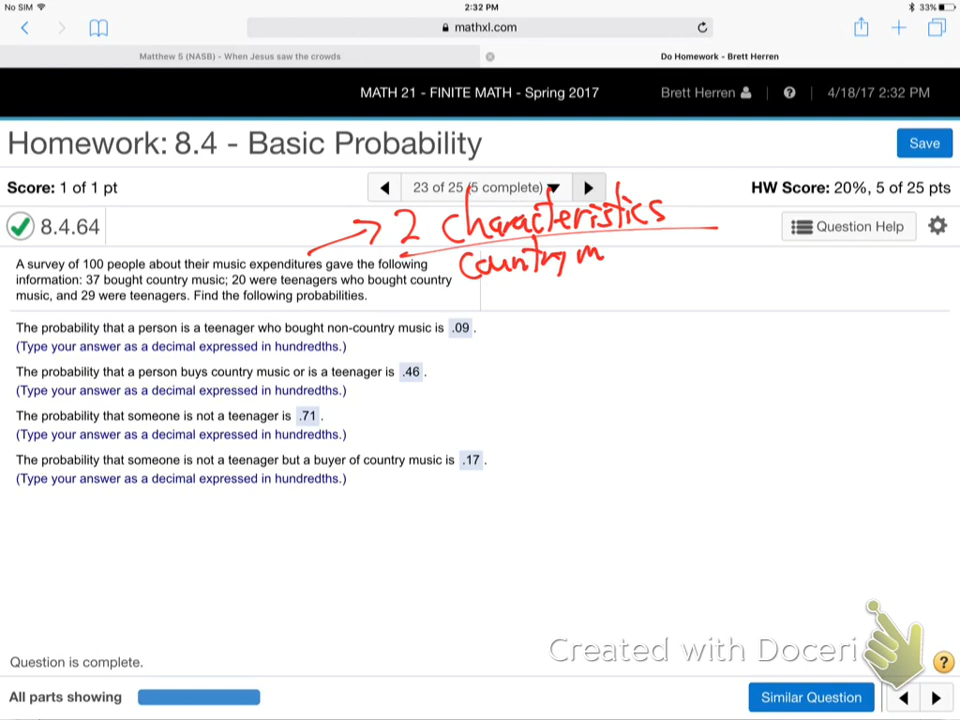 No SIM 2:32 PM 33%
mathxl.com
Matthew 5 (NASB) - When Jesus saw the crowds Do Homework - Brett Herren
MATH 21 - FINITE MATH - Spring 2017 Brett Herren ? 4/18/17 2:32 PM
Homework: 8.4 - Basic Probability Save
Score: 1 of 1 pt 23 of 25 (5 complete) HW Score: 20%, 5 of 25 pts
8.4.64 2 characteristics Question Help
country m
A survey of 100 people about their music expenditures gave the following
information: 37 bought country music; 20 were teenagers who bought country
music, and 29 were teenagers. Find the following probabilities.
The probability that a person is a teenager who bought non-country music is .09.
(Type your answer as a decimal expressed in hundredths.)
The probability that a person buys country music or is a teenager is .46.
(Type your answer as a decimal expressed in hundredths.)
The probability that someone is not a teenager is .71.
(Type your answer as a decimal expressed in hundredths.)
The probability that someone is not a teenager but a buyer of country music is .17.
(Type your answer as a decimal expressed in hundredths.)
Created with Doceri
Question is complete. ?
All parts showing Similar Question